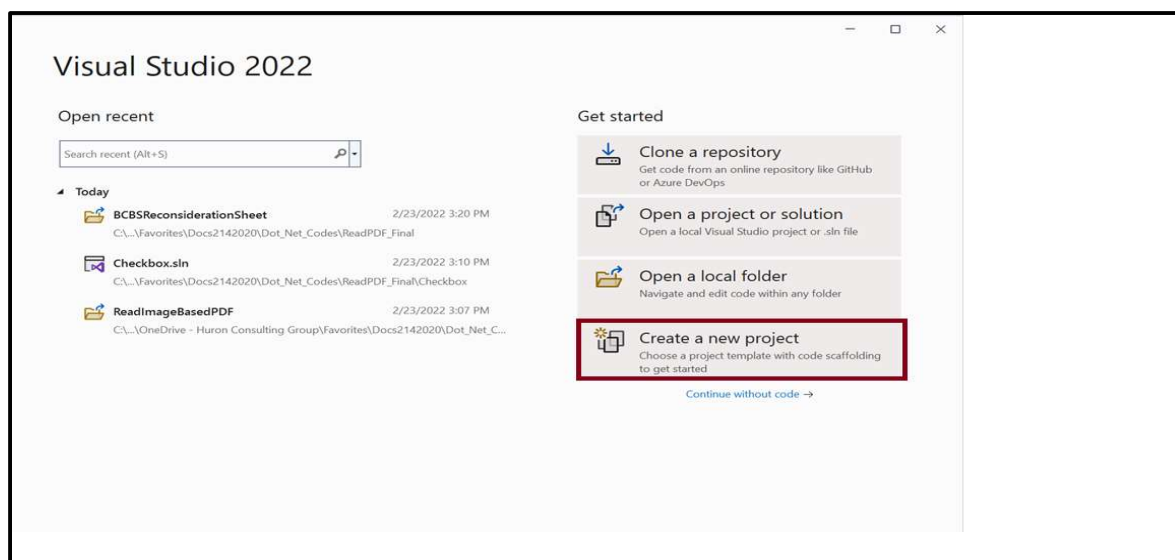 Visual Studio 2022
Open recent
Search recent (Alt+S)
Today
BCBSReconsiderationSheet 2/23/2022 3:20 PM
C:\...\Favorites\Docs2142020\Dot_Net_Codes\ReadPDF_Final
Checkbox.sln 2/23/2022 3:10 PM
C:\...\Favorites\Docs2142020\Dot_Net_Codes\ReadPDF_Final\Checkbox
ReadImageBasedPDF 2/23/2022 3:07 PM
C:\...\OneDrive - Huron Consulting Group\Favorites\Docs2142020\Dot_Net_C...
Get started
Clone a repository
Get code from an online repository like GitHub
or Azure DevOps
Open a project or solution
Open a local Visual Studio project or .sln file
Open a local folder
Navigate and edit code within any folder
Create a new project
Choose a project template with code scaffolding
to get started
Continue without code →